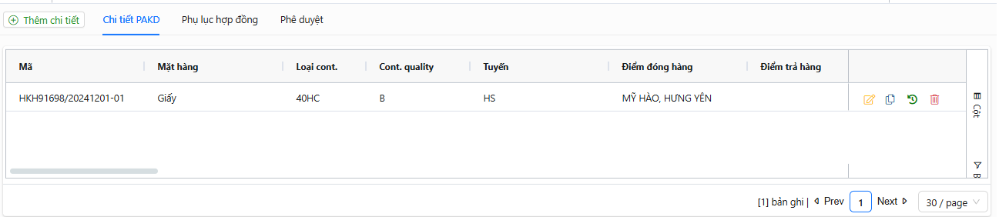 Thêm chi tiết Chi tiết PAKD Phụ lục hợp đồng Phê duyệt
Mã Mặt hàng Loại cont. Cont. quality Tuyến Điểm đóng hàng Điểm trả hàng
HKH91698/20241201-01 Giấy 40HC B HS MỸ HÀO, HƯNG YÊN
Cột
[1] bản ghi | Prev 1 Next 30 / page